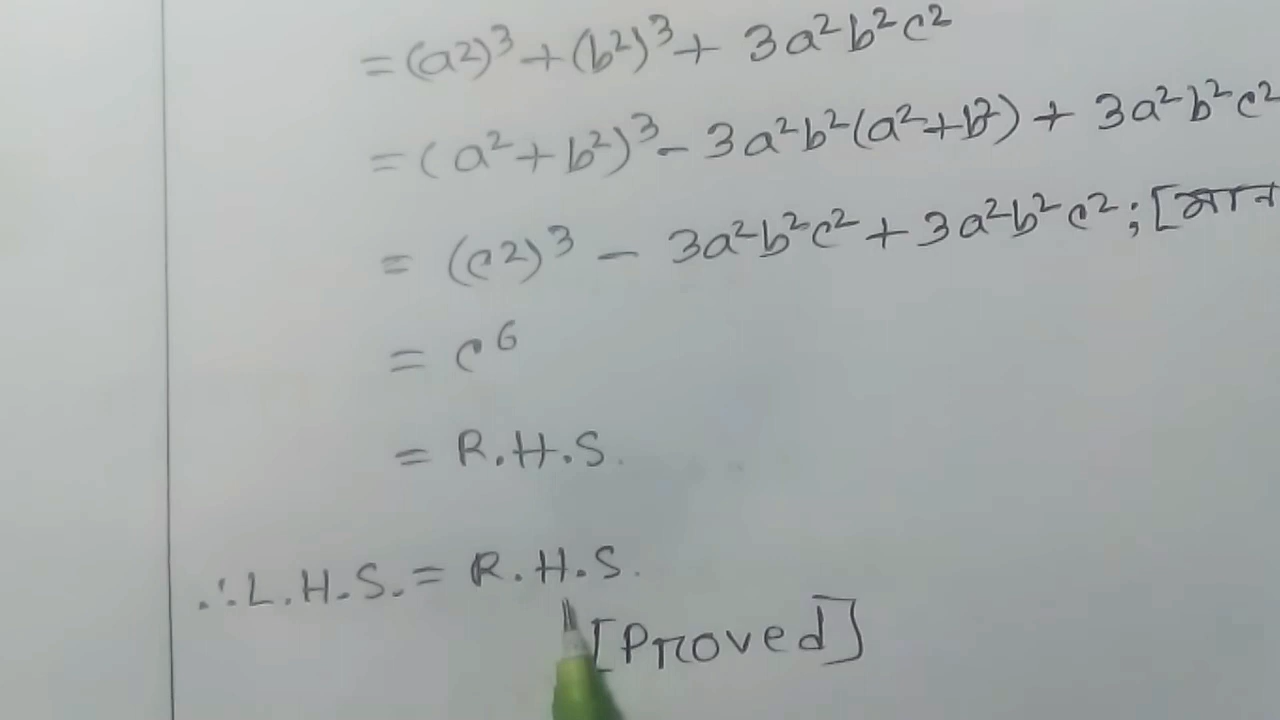 = (a2)³ + (b²)³ + 3a²b²c²
= (a² + b²)³ - 3a²b²(a² + b²) + 3a²b²c²
= (c2)³ - 3a²b²c² + 3a²b²c² ; [मान
= c⁶
= R.H.S.
∴ L.H.S. = R.H.S.
[Proved]